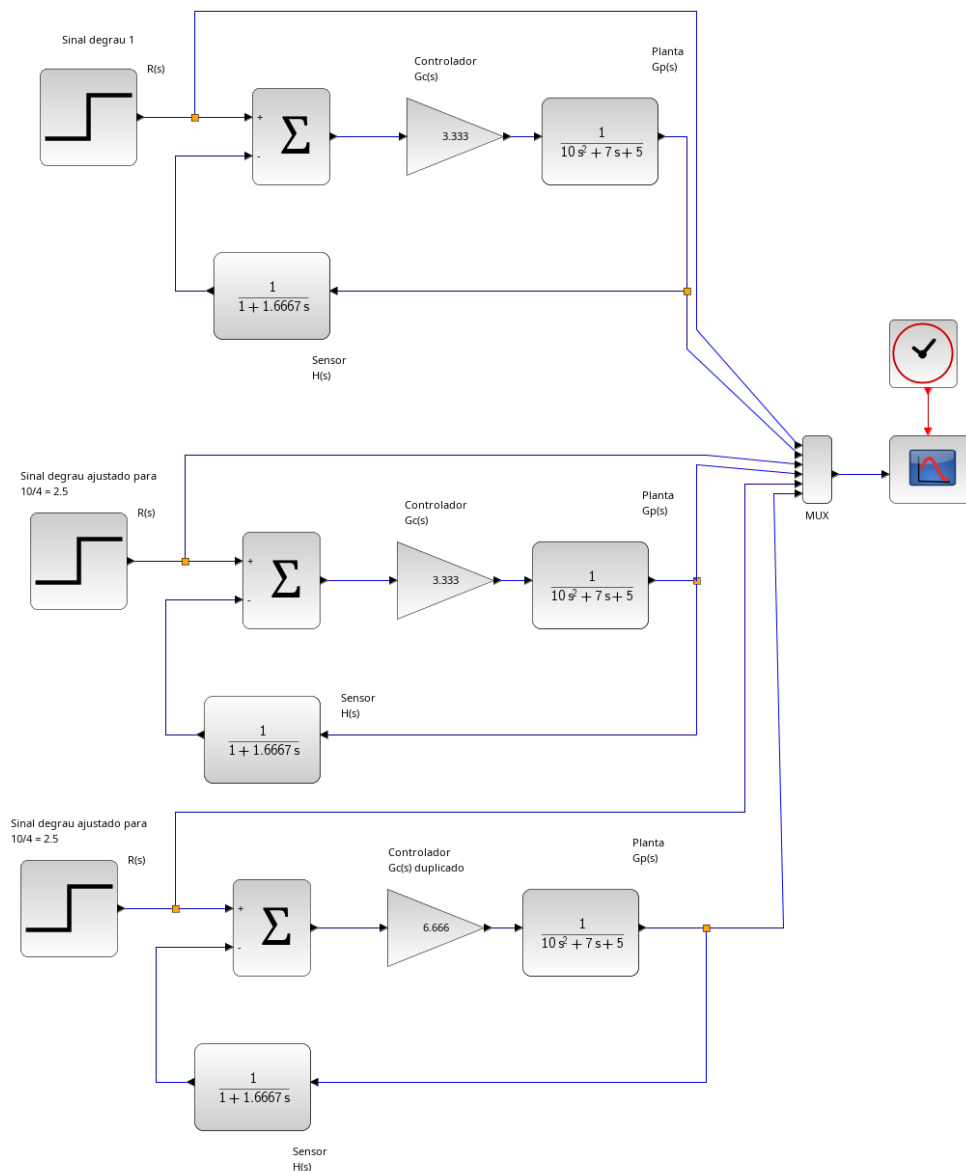 Sinal degrau 1
R(s)
Controlador
Gc(s)
Planta
Gp(s)
+
-
Σ
3.333
1
10 s² + 7 s + 5
1
1 + 1.6667 s
Sensor
H(s)
Sinal degrau ajustado para
10/4 = 2.5
R(s)
Controlador
Gc(s)
Planta
Gp(s)
MUX
+
-
Σ
3.333
1
10 s² + 7 s + 5
Sensor
H(s)
1
1 + 1.6667 s
Sinal degrau ajustado para
10/4 = 2.5
R(s)
Controlador
Gc(s) duplicado
Planta
Gp(s)
+
-
Σ
6.666
1
10 s² + 7 s + 5
1
1 + 1.6667 s
Sensor
H(s)